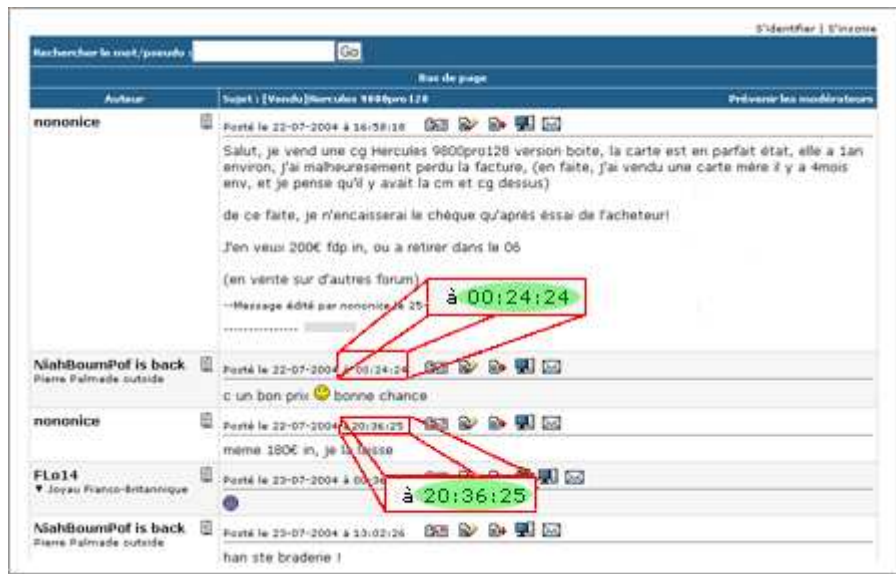 S'identifier | S'inscrire
Rechercher le mot/pseudo : Go
Bas de page
Auteur Sujet : [Vendu]Hercules 9800pro128 Prévenir les modérateurs
nononice Posté le 22-07-2004 à 16:58:18
Salut, je vend une cg Hercules 9800pro128 version boite, la carte est en parfait état, elle a 1an
environ, j'ai malheuresement perdu la facture, (en faite, j'ai vendu une carte mère il y a 4mois
env, et je pense qu'il y avait la cm et cg dessus)
de ce faite, je n'encaisserai le chèque qu'après éssai de l'acheteur!
J'en veux 200€ fdp in, ou a retirer dans le 06
(en vente sur d'autres forum)
à 00:24:24
--Message édité par nononice le 25-
---------------
NiahBoumPof is back Posté le 22-07-2004 à 00:24:24
Pierre Palmade outside
c un bon prix bonne chance
nononice Posté le 22-07-2004 à 20:36:25
meme 180€ in, je la laisse
FLo14 Posté le 23-07-2004 à
▼ Joyau Franco-Britannique
à 20:36:25
NiahBoumPof is back Posté le 23-07-2004 à 13:02:26
Pierre Palmade outside
han ste braderie !